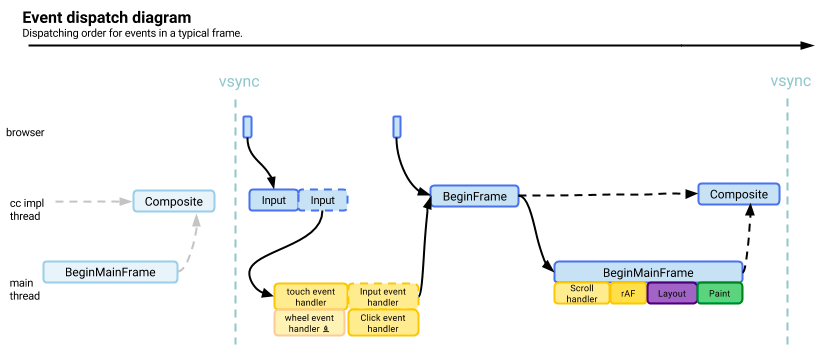 Event dispatch diagram
Dispatching order for events in a typical frame.
vsync
vsync
browser
cc impl
thread
Composite
Input
Input
BeginFrame
Composite
main
thread
BeginMainFrame
BeginMainFrame
touch event
handler
Input event
handler
wheel event
handler
Click event
handler
Scroll
handler
rAF
Layout
Paint